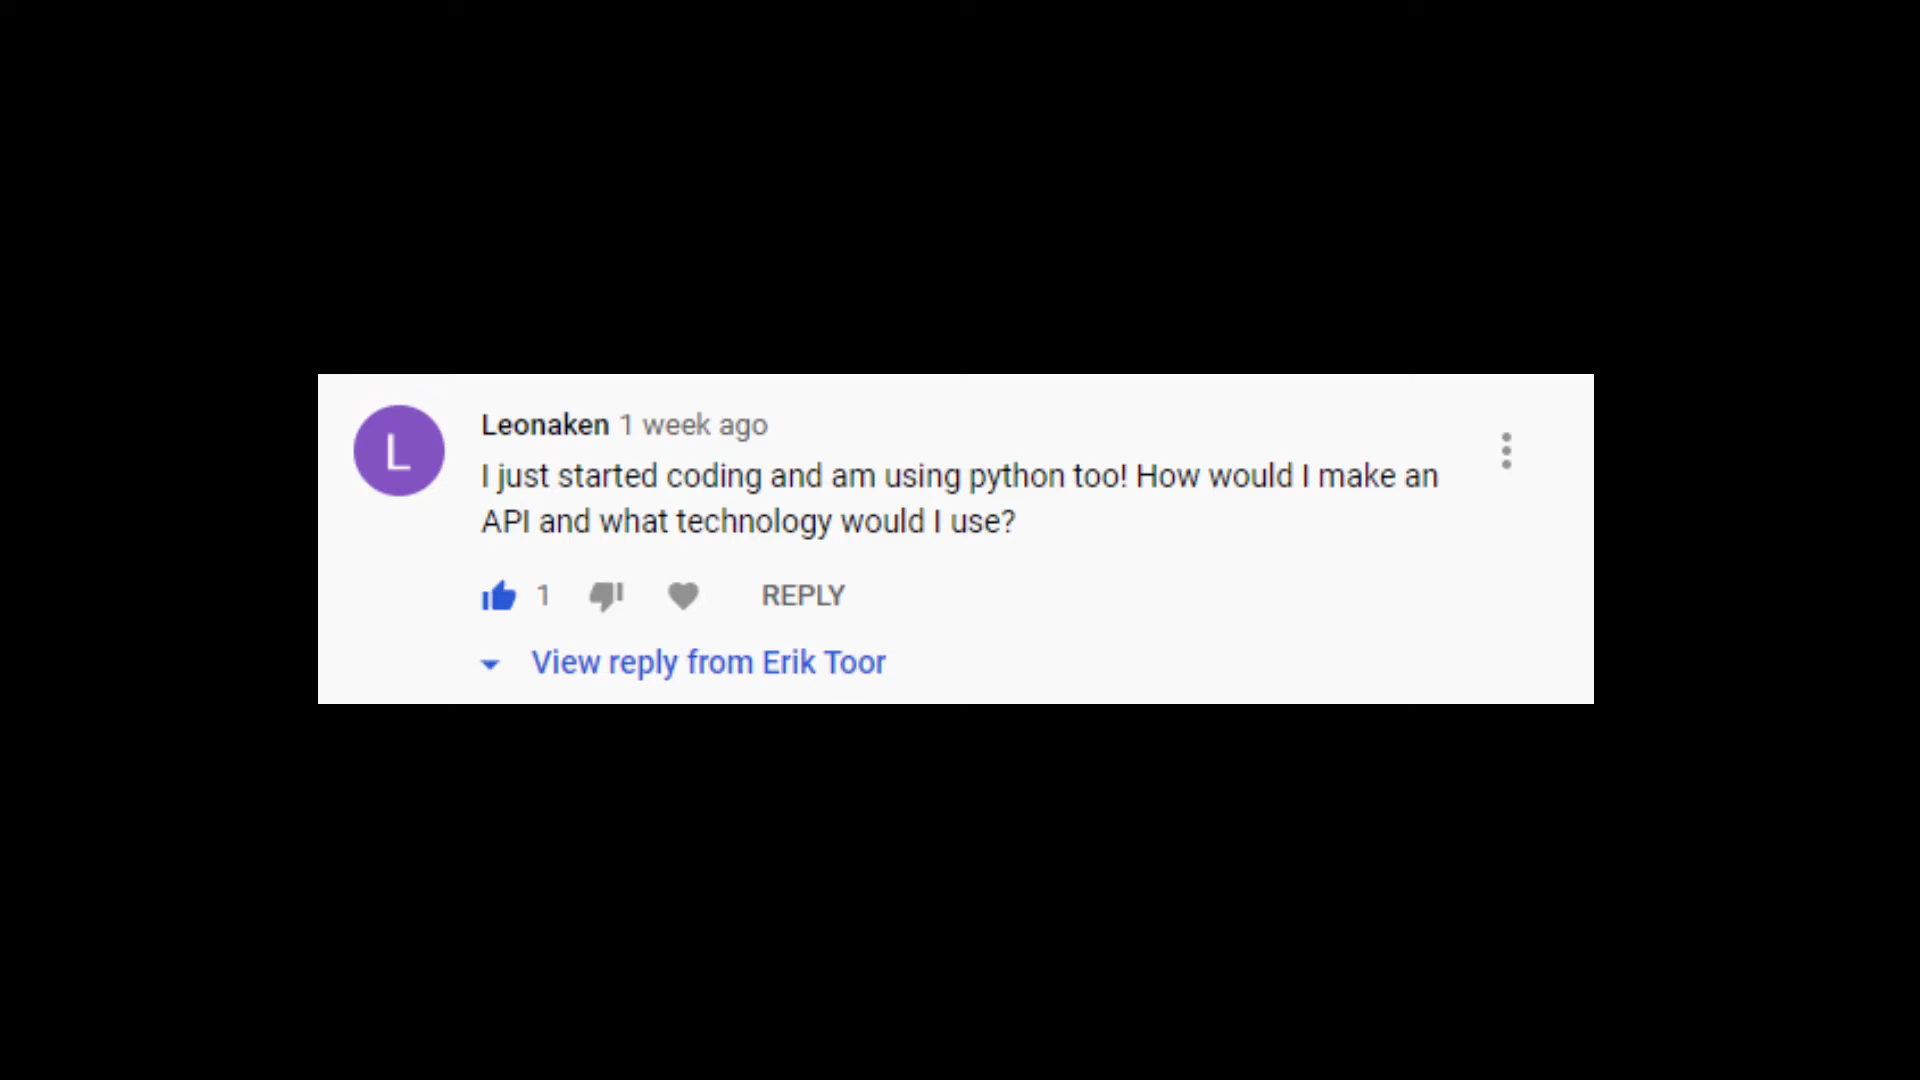 L
Leonaken 1 week ago
I just started coding and am using python too! How would I make an
API and what technology would I use?
1
REPLY
View reply from Erik Toor